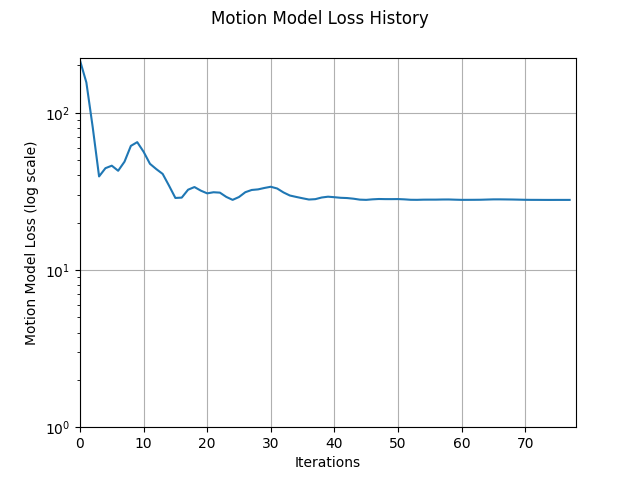 Motion Model Loss History
Motion Model Loss (log scale)
10²
10¹
10⁰
0 10 20 30 40 50 60 70
Iterations